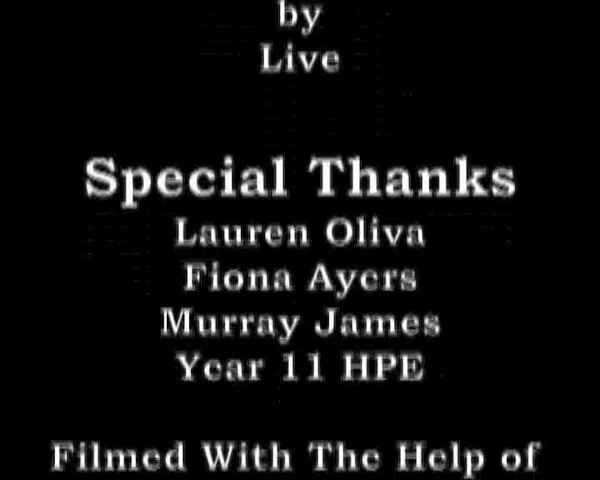 by
Live
Special Thanks
Lauren Oliva
Fiona Ayers
Murray James
Year 11 HPE
Filmed With The Help of